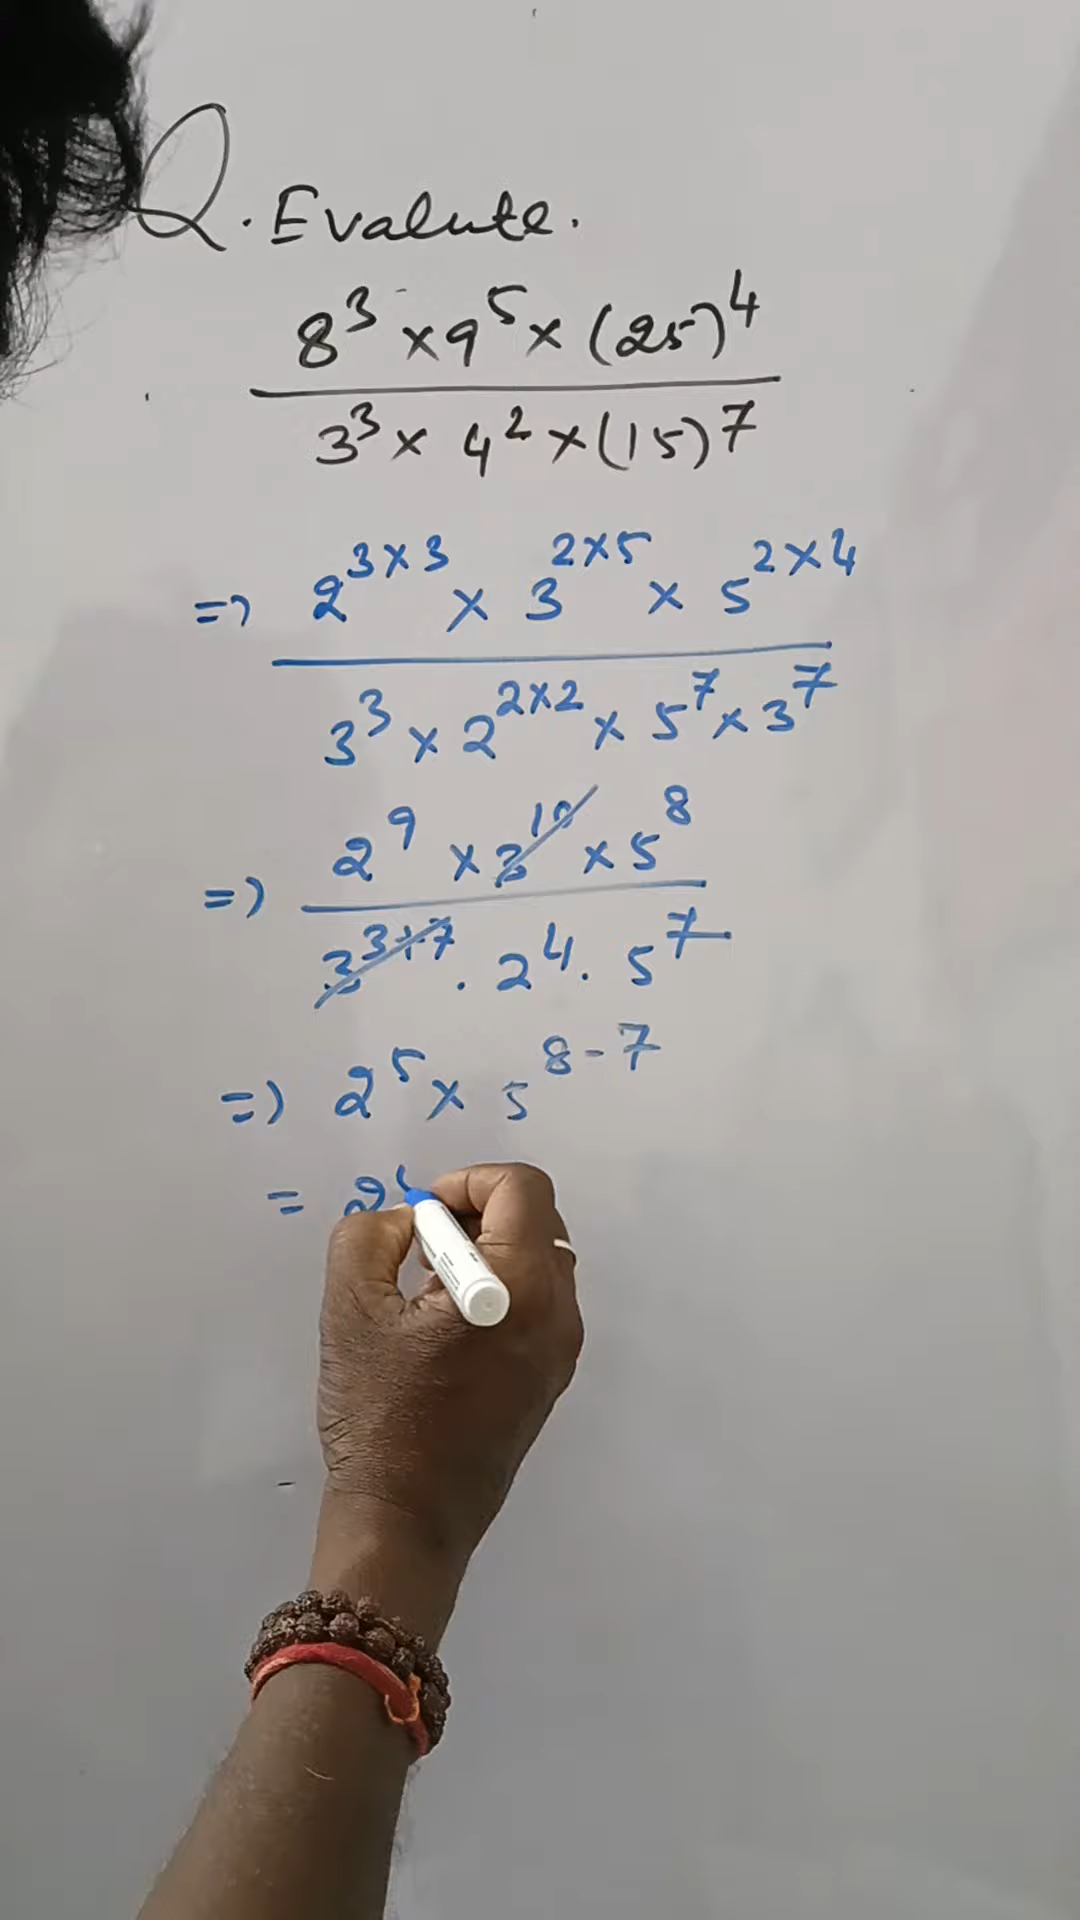 Q. Evalute.
8³ × 9⁵ × (25)⁴
3³ × 4² × (15)⁷
=) 2^{3×3} × 3^{2×5} × 5^{2×4}
3³ × 2^{2×2} × 5⁷ × 3⁷
=) 2⁹ × 3¹⁰ × 5⁸
3^{3+7} . 2⁴ . 5⁷
=) 2⁵ × 5^{8-7}
= 2